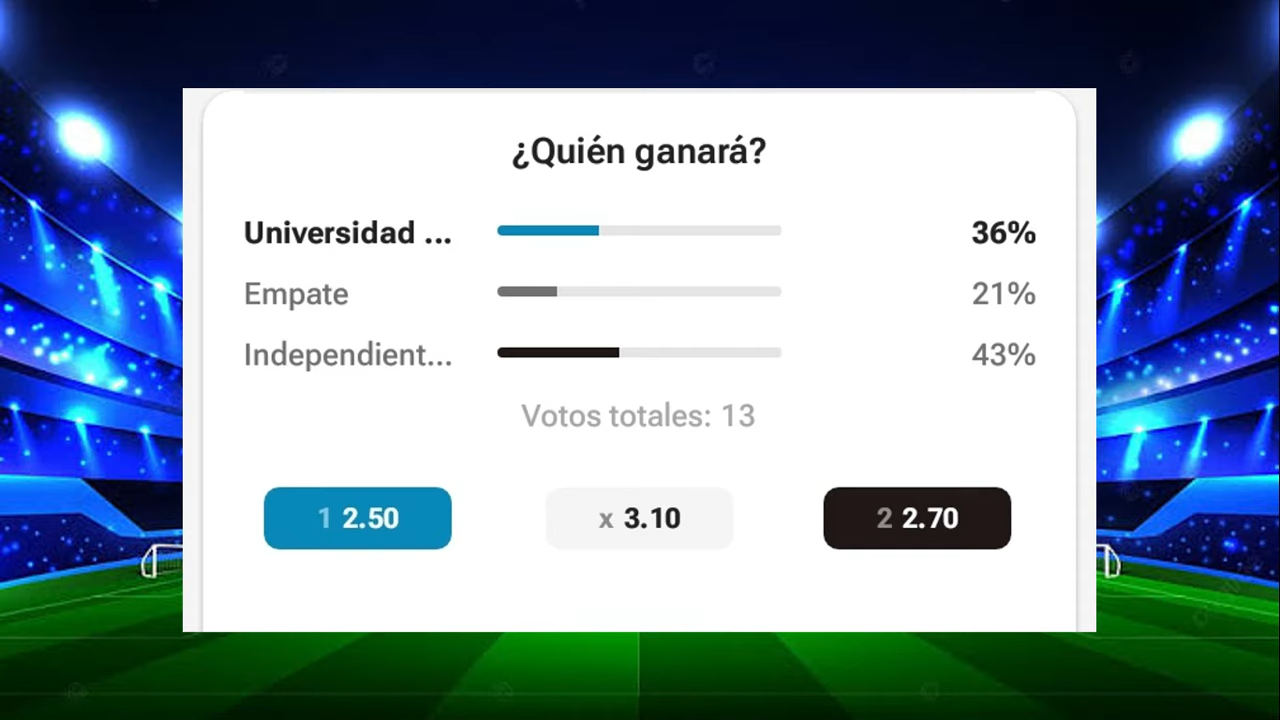 ¿Quién ganará?
Universidad ... 36%
Empate 21%
Independient... 43%
Votos totales: 13
1 2.50 x 3.10 2 2.70